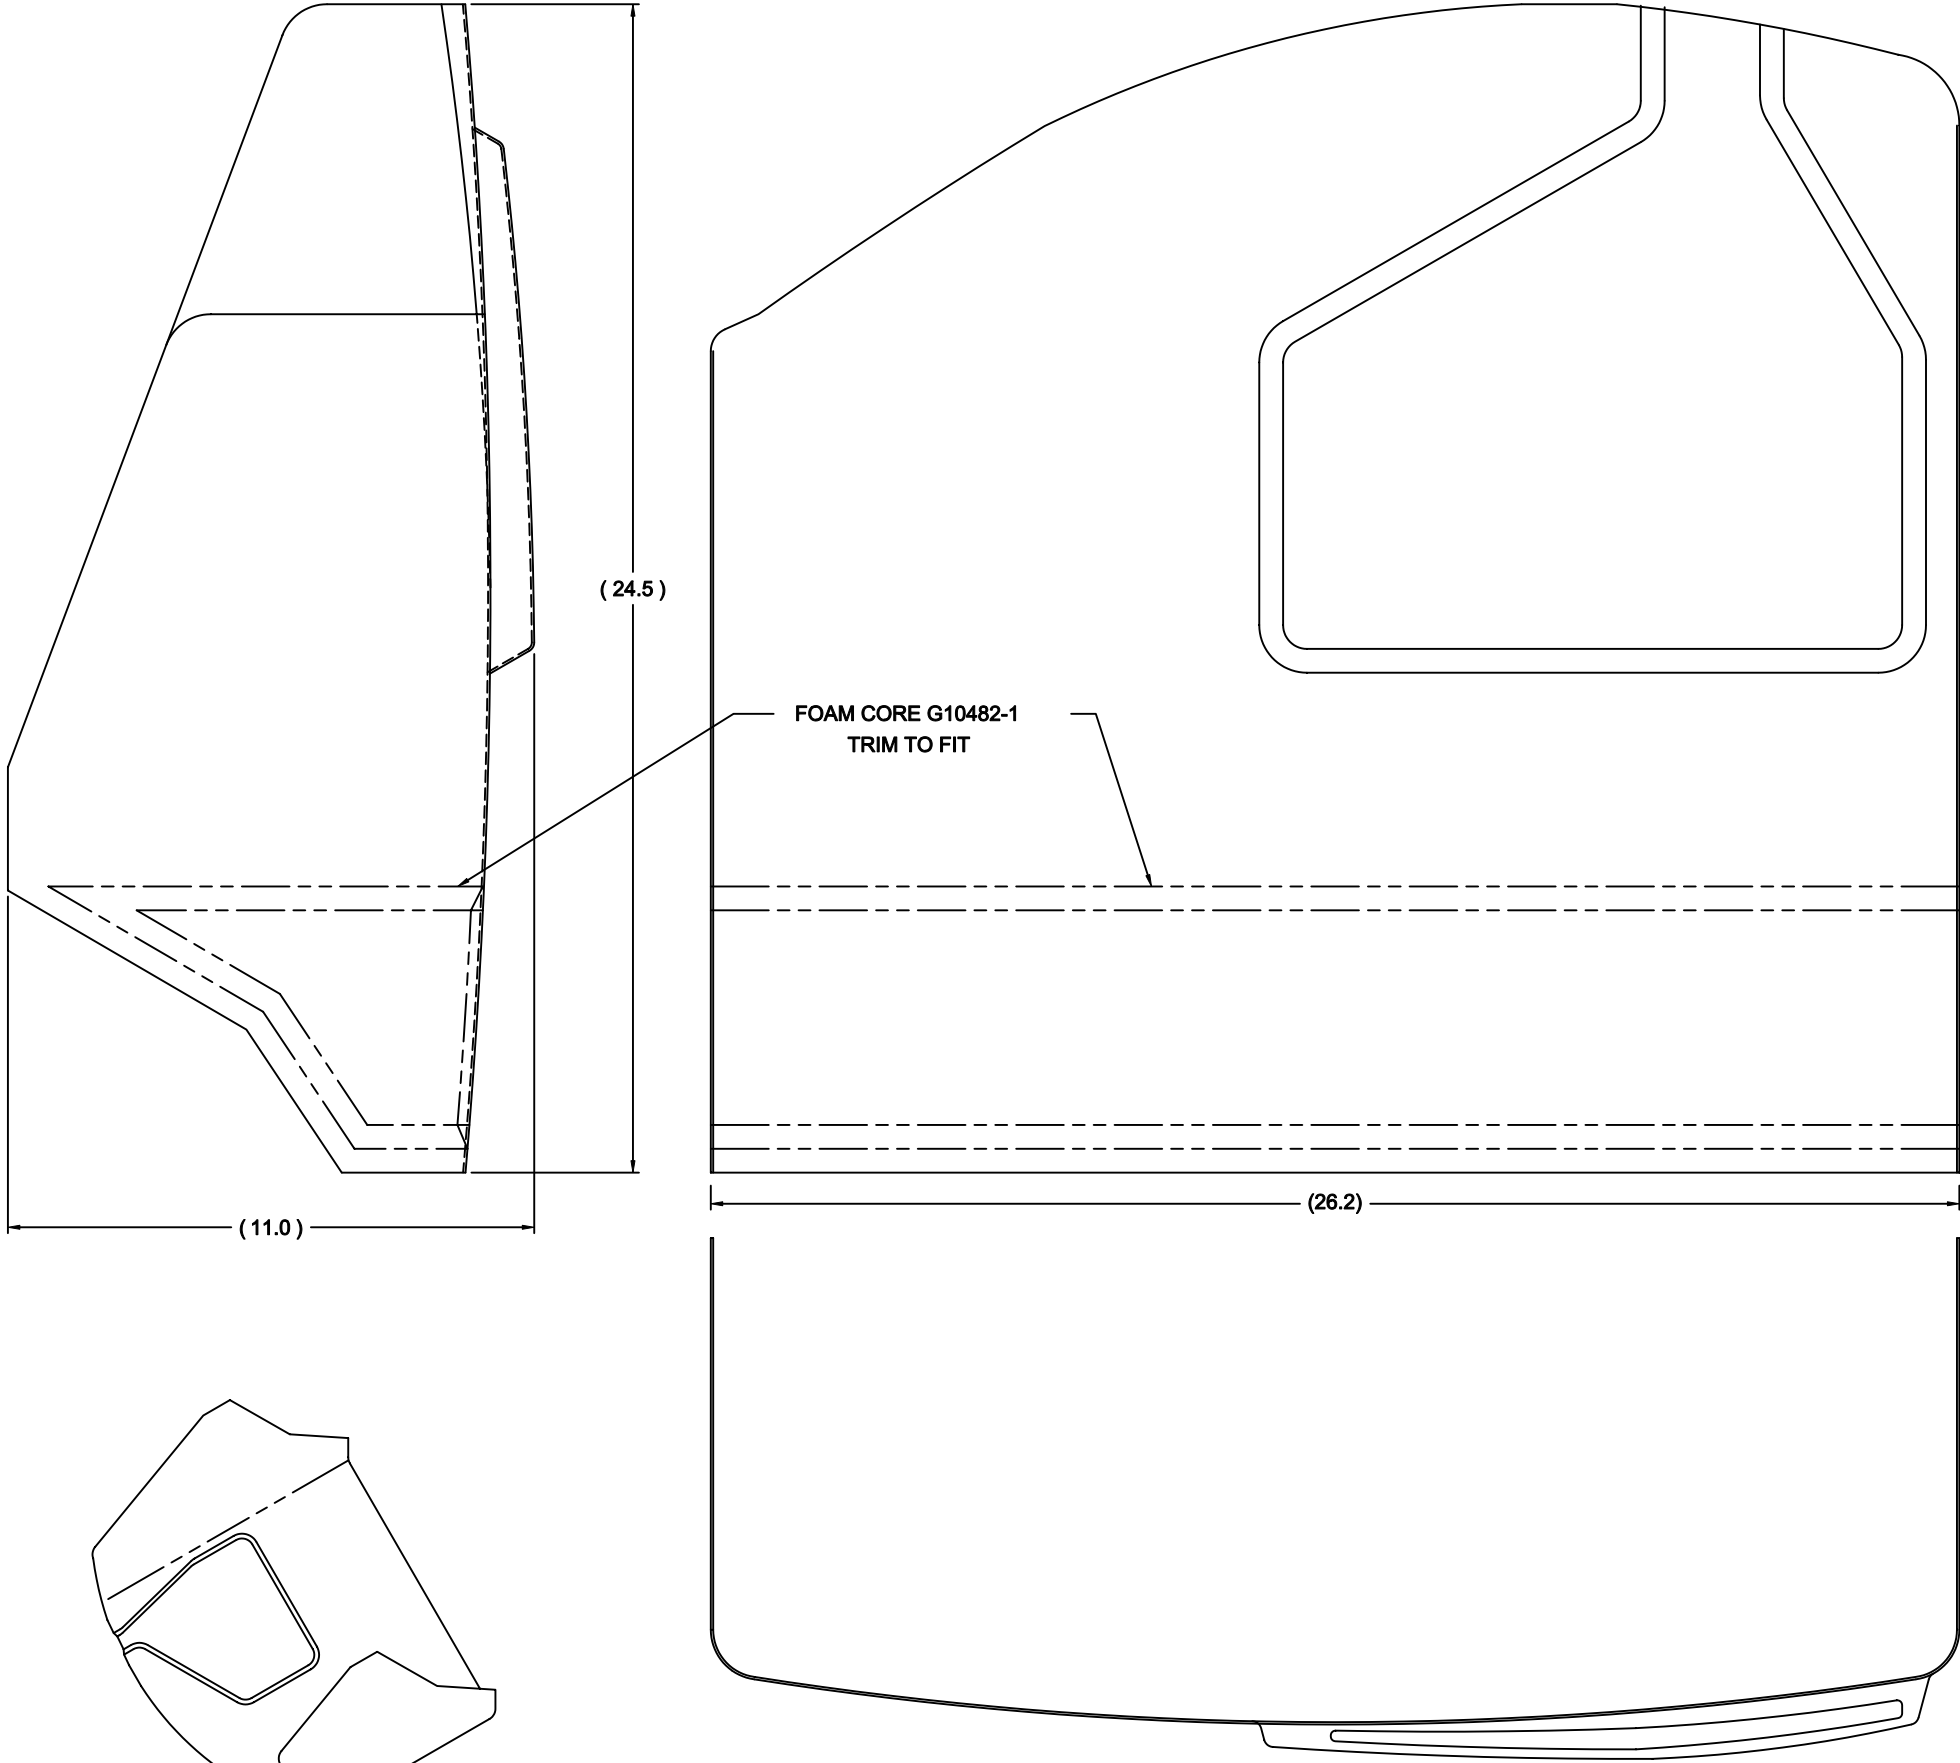 ( 24.5 )
FOAM CORE G10482-1
TRIM TO FIT
(26.2)
( 11.0 )